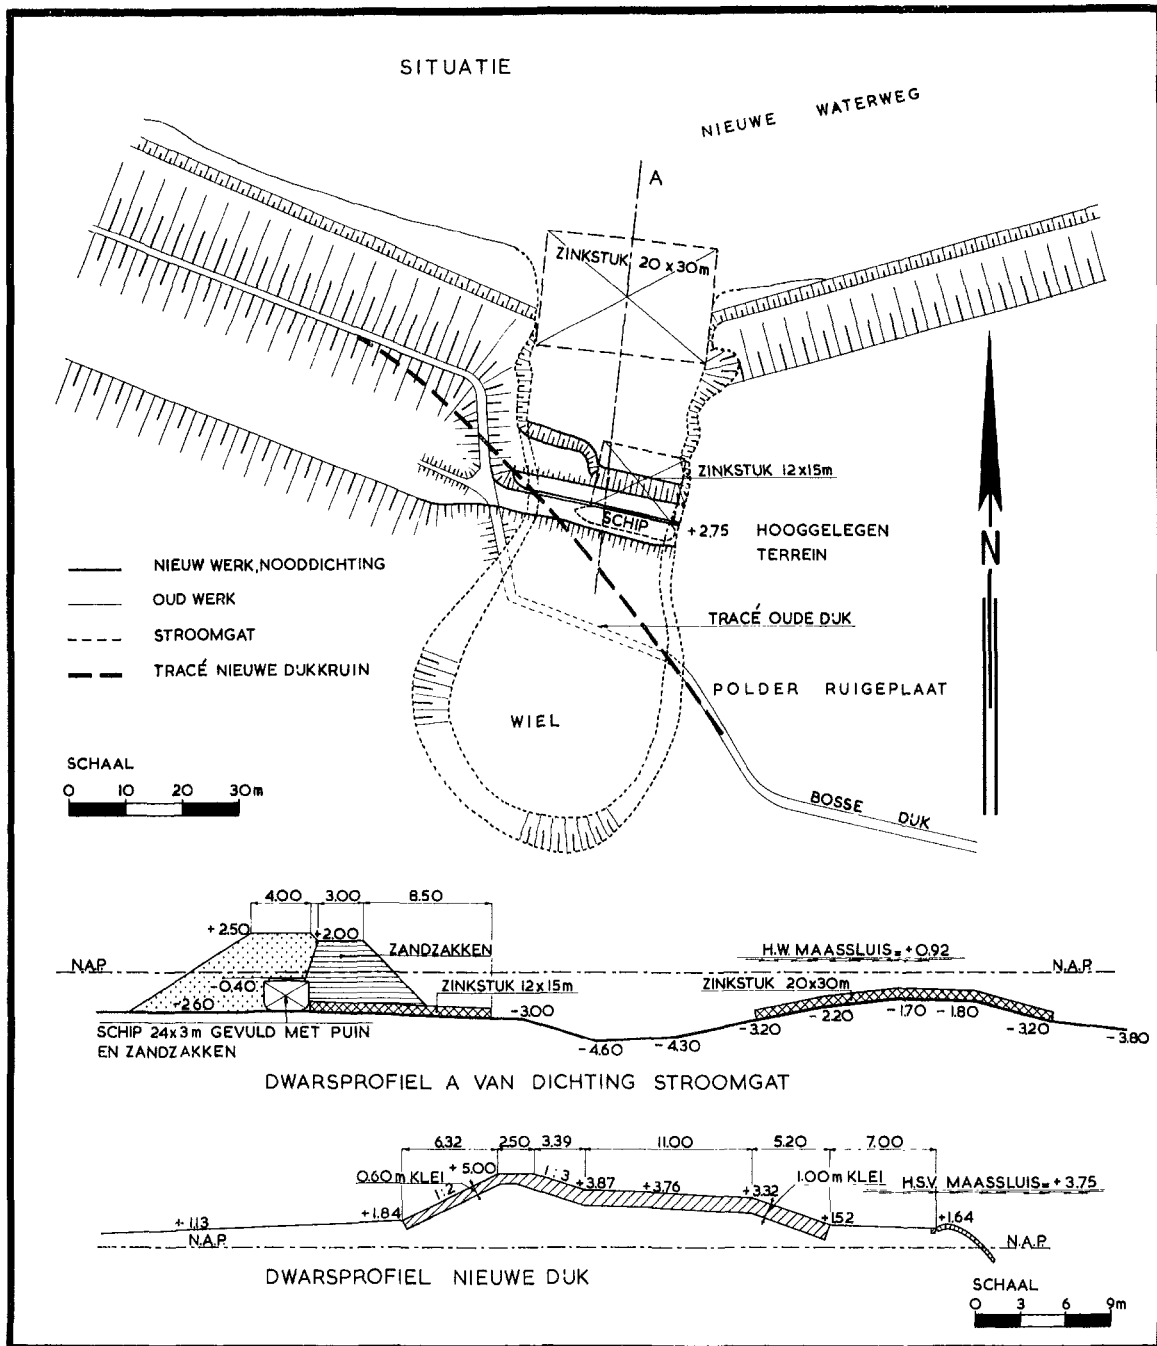 SITUATIE
NIEUWE WATERWEG
A
ZINKSTUK 20 x 30 m
ZINKSTUK 12 x 15 m
SCHIP
+2.75 HOOGGELEGEN
TERREIN
N
NIEUW WERK, NOODDICHTING
OUD WERK
STROOMGAT
TRACÉ NIEUWE DIJKKRUIN
TRACÉ OUDE DIJK
POLDER RUIGEPLAAT
WIEL
SCHAAL
0 10 20 30 m
BOSSE DIJK
4.00 3.00 8.50
+2.50 +2.00
ZANDZAKKEN
H.W. MAASSLUIS = +0.92
N.A.P. N.A.P.
-0.40 ZINKSTUK 12 x 15 m ZINKSTUK 20 x 30 m
-2.60 -3.00 -3.20 -2.20 -1.70 -1.80 -3.20 -3.80
SCHIP 24 x 3 m GEVULD MET PUIN
EN ZANDZAKKEN
-4.60 -4.30
DWARSPROFIEL A VAN DICHTING STROOMGAT
6.32 2.50 3.39 11.00 5.20 7.00
0.60 m KLEI +5.00 1:3 1.00 m KLEI
1:2 +3.87 +3.76 +3.32 H.S.V. MAASSLUIS = +3.75
+1.13 +1.84 +1.52 +1.64
N.A.P. N.A.P.
DWARSPROFIEL NIEUWE DIJK
SCHAAL
0 3 6 9 m